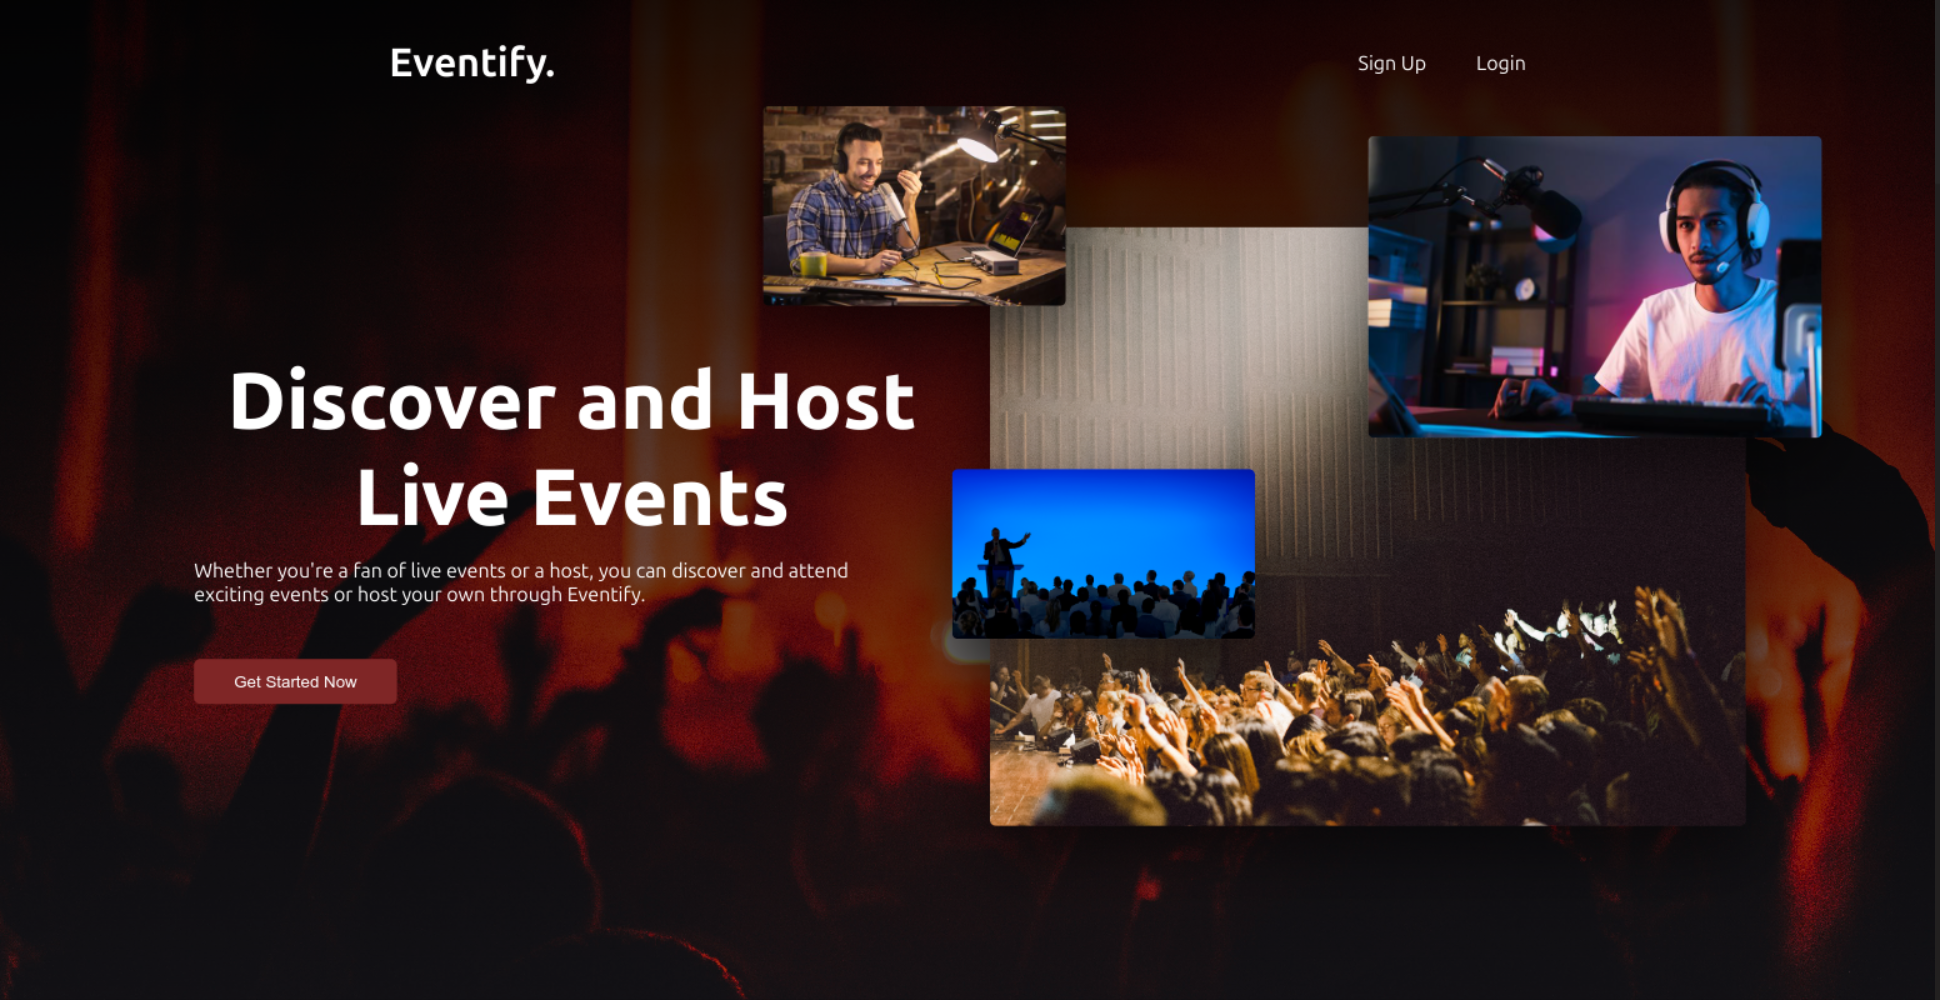 Eventify.
Sign Up
Login
Discover and Host
Live Events
Whether you're a fan of live events or a host, you can discover and attend
exciting events or host your own through Eventify.
Get Started Now